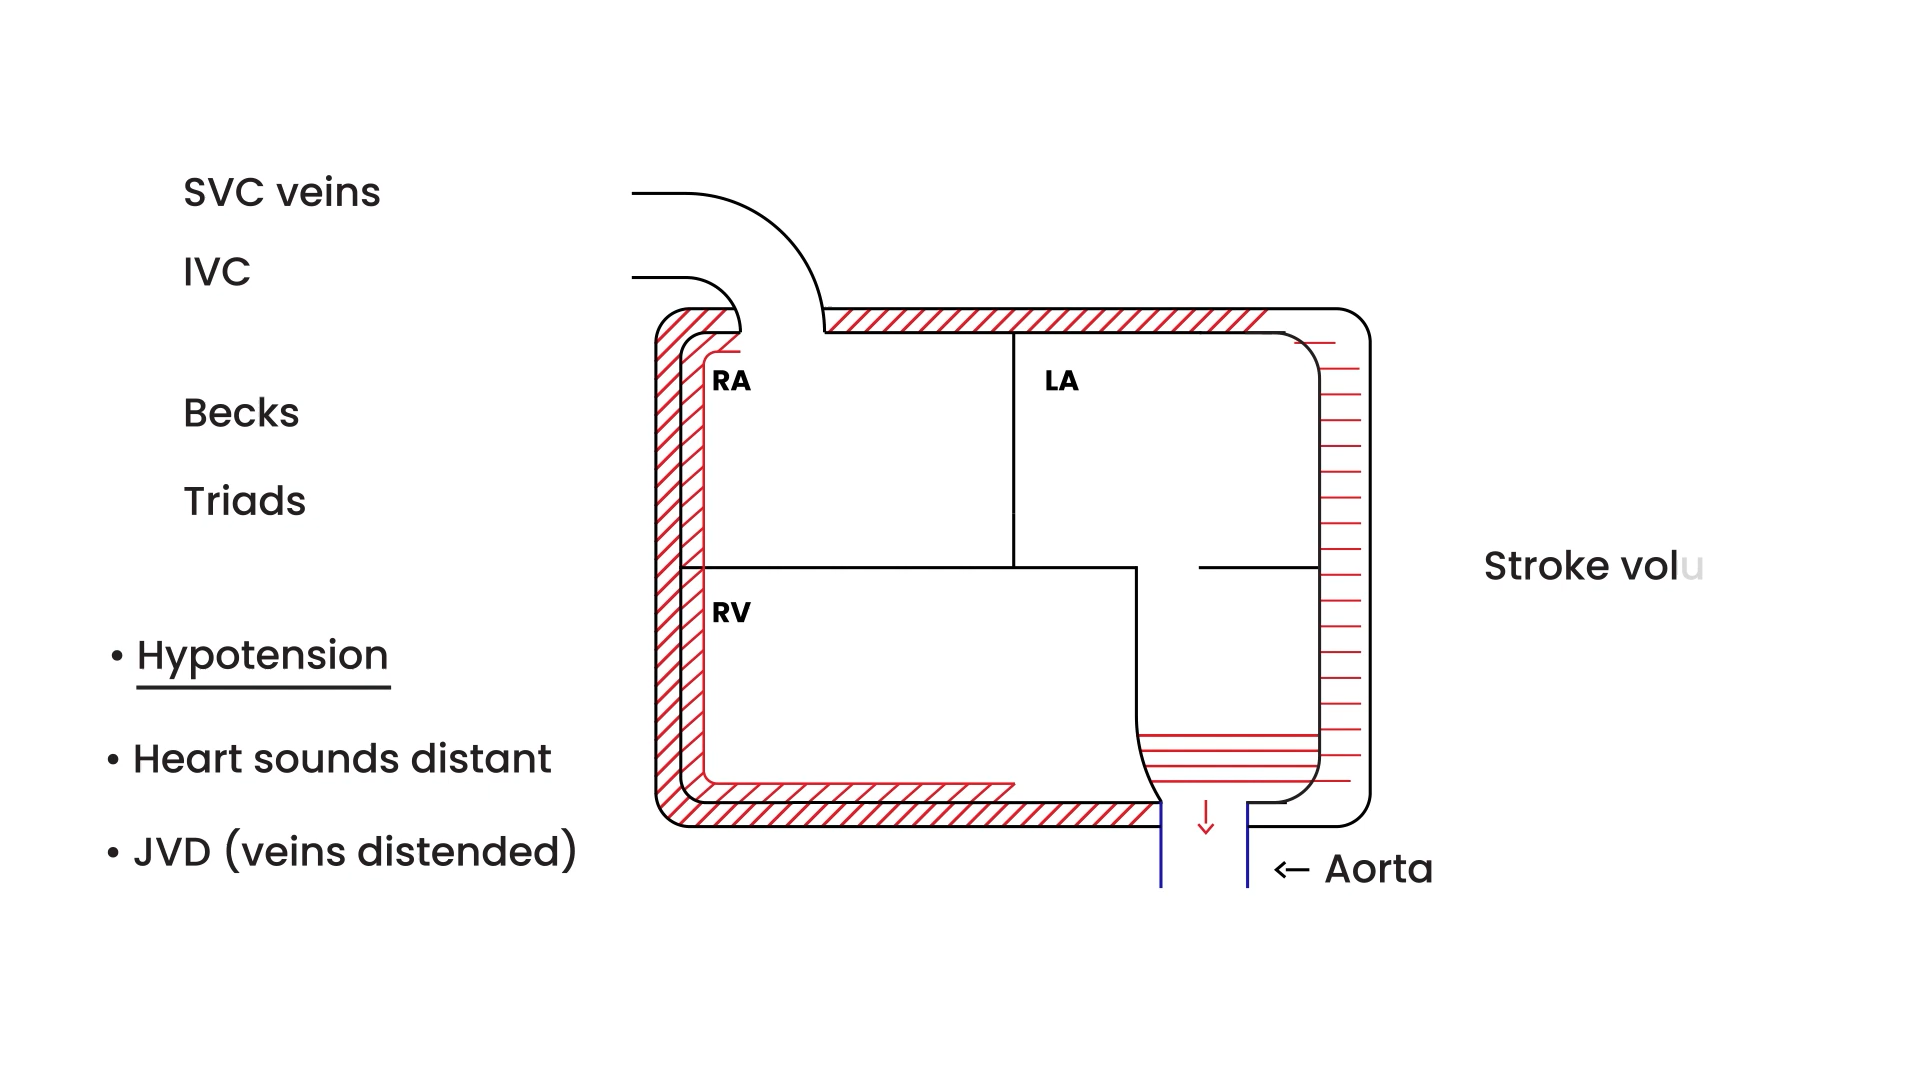 SVC veins
IVC
Becks
Triads
• Hypotension
• Heart sounds distant
• JVD (veins distended)
RA
LA
RV
Stroke volu
← Aorta